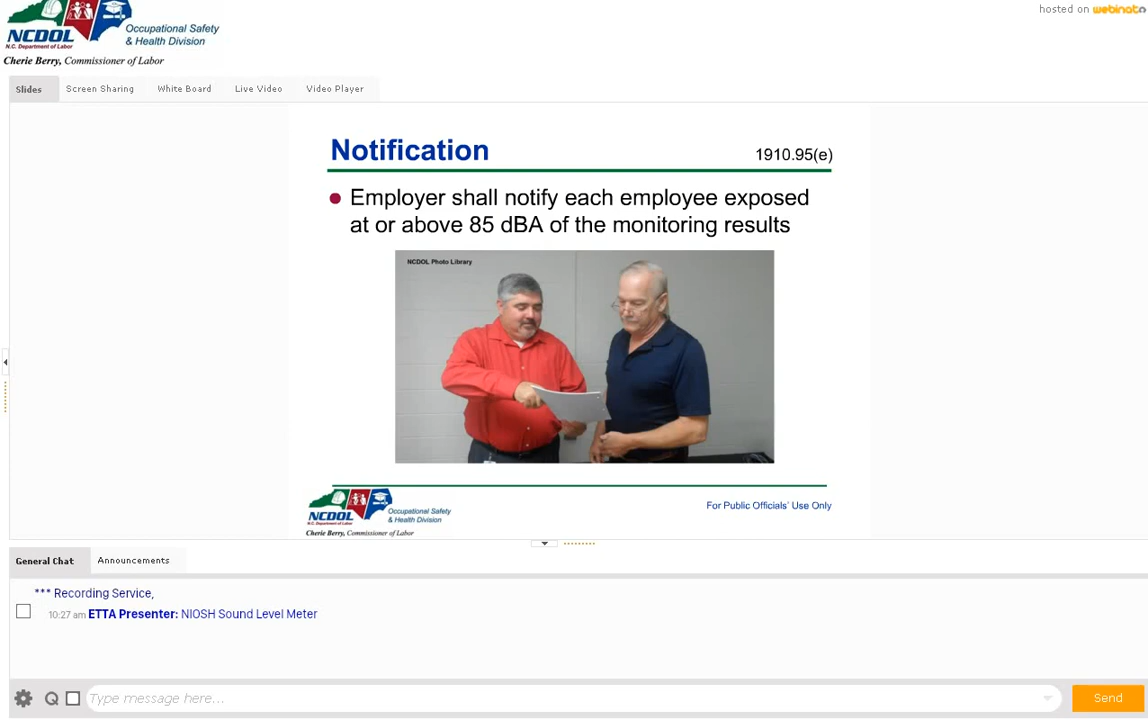 hosted on webinato
NCDOL
N.C. Department of Labor
Occupational Safety
& Health Division
Cherie Berry, Commissioner of Labor
Slides
Screen Sharing
White Board
Live Video
Video Player
Notification
1910.95(e)
Employer shall notify each employee exposed
at or above 85 dBA of the monitoring results
NCDOL Photo Library
NCDOL
N.C. Department of Labor
Occupational Safety
& Health Division
Cherie Berry, Commissioner of Labor
For Public Officials' Use Only
General Chat
Announcements
*** Recording Service,
10:27 am ETTA Presenter: NIOSH Sound Level Meter
Type message here...
Send